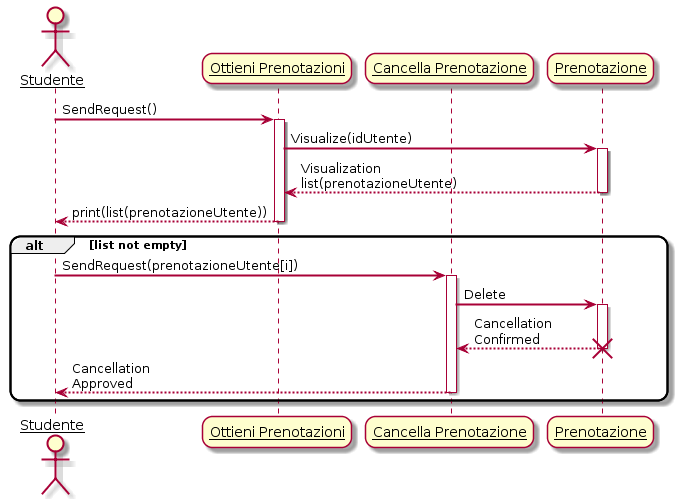 Studente
Ottieni Prenotazioni
Cancella Prenotazione
Prenotazione
SendRequest()
Visualize(idUtente)
Visualization
list(prenotazioneUtente)
print(list(prenotazioneUtente))
alt
[list not empty]
SendRequest(prenotazioneUtente[i])
Delete
Cancellation
Confirmed
Cancellation
Approved
Studente
Ottieni Prenotazioni
Cancella Prenotazione
Prenotazione